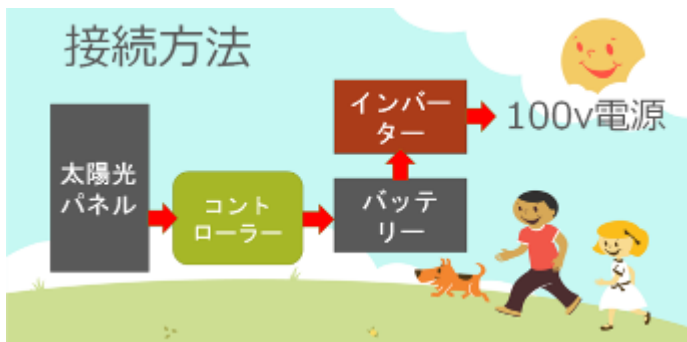 接続方法
インバー
ター
100v電源
太陽光
パネル
コント
ローラー
バッテ
リー